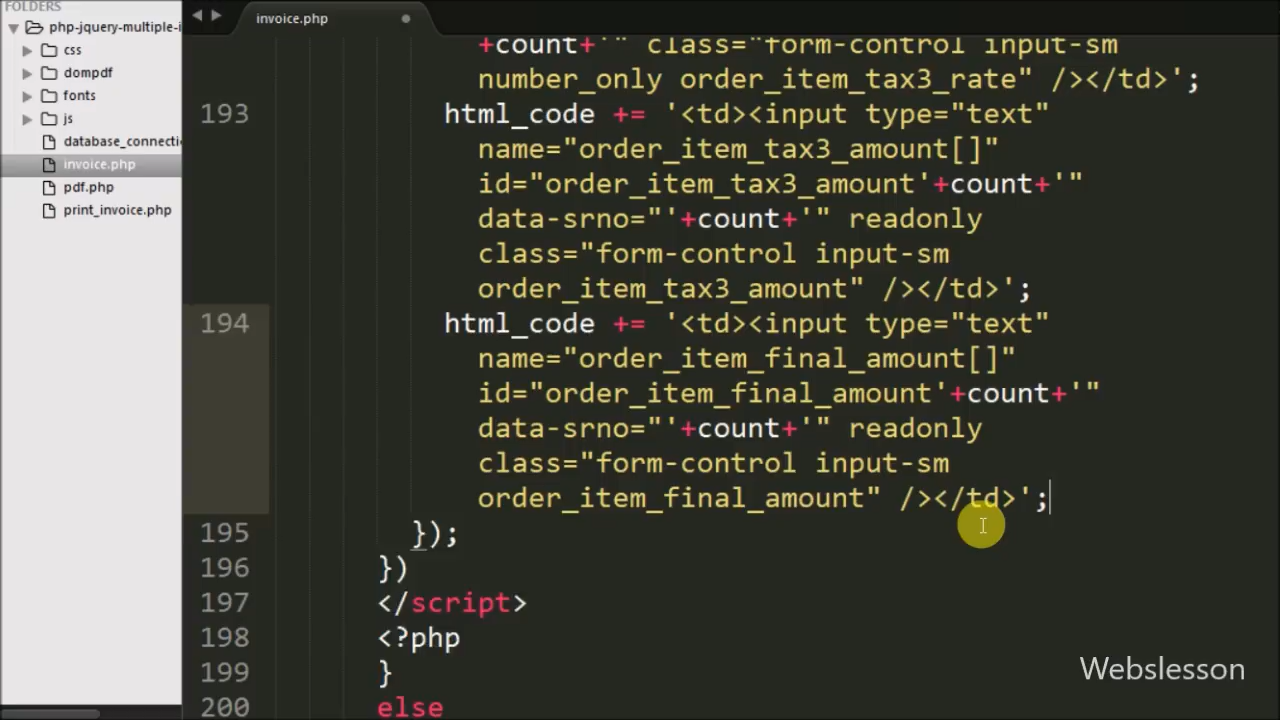 FOLDERS
php-jquery-multiple-i
css
dompdf
fonts
js
database_connecti
invoice.php
pdf.php
print_invoice.php
invoice.php
+count+'" class="form-control input-sm
number_only order_item_tax3_rate" /></td>';
193 html_code += '<td><input type="text"
name="order_item_tax3_amount[]"
id="order_item_tax3_amount'+count+'"
data-srno="'+count+'" readonly
class="form-control input-sm
order_item_tax3_amount" /></td>';
194 html_code += '<td><input type="text"
name="order_item_final_amount[]"
id="order_item_final_amount'+count+'"
data-srno="'+count+'" readonly
class="form-control input-sm
order_item_final_amount" /></td>';
195 });
196 })
197 </script>
198 <?php
199 }
200 else
Webslesson